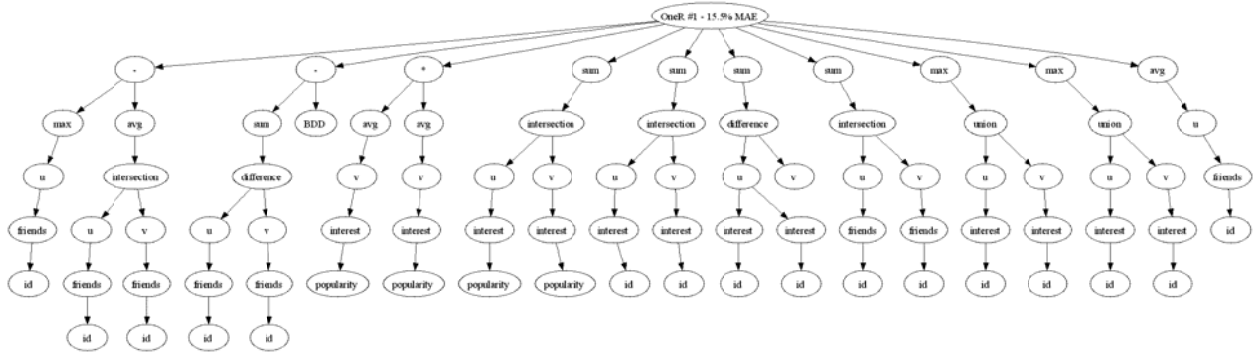 OneR #1 - 15.5% MAE
- - + sum sum sum sum max max avg
max avg sum BDD avg avg intersection intersection difference intersection union union u
u intersection difference v v u v u v u v u v u v u v friends
friends u v u v interest interest interest interest interest interest interest interest friends friends interest interest interest interest id
id friends friends friends friends popularity popularity popularity popularity id id id id id id id id id id
id id id id